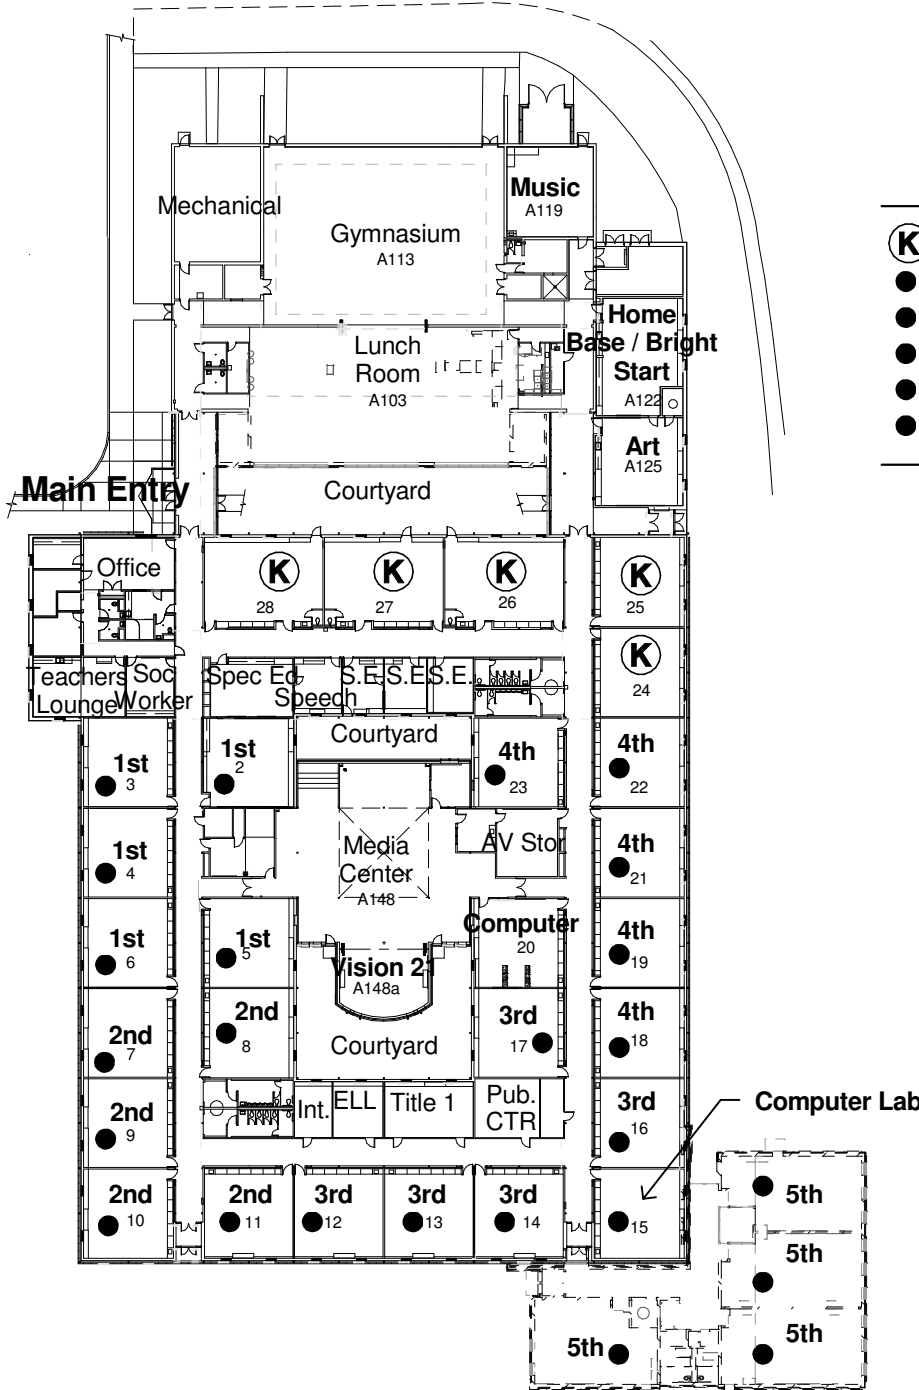 Music
A119
Mechanical
Gymnasium
A113
K
Home
Base / Bright
Start
A122
Lunch
Room
A103
Art
A125
Main Entry
Courtyard
Office
K
28
K
27
K
26
K
25
K
24
Teachers
Lounge
Soc
Worker
Spec Ed
Speech
S.E.
S.E.
S.E.
Courtyard
1st
3
1st
2
4th
23
4th
22
1st
4
Media
Center
A148
AV Stor
4th
21
1st
6
1st
5
Computer
20
4th
19
Vision 21
A148a
2nd
7
2nd
8
Courtyard
3rd
17
4th
18
2nd
9
Int.
ELL
Title 1
Pub.
CTR
3rd
16
Computer Lab
2nd
10
2nd
11
3rd
12
3rd
13
3rd
14
15
5th
5th
5th
5th